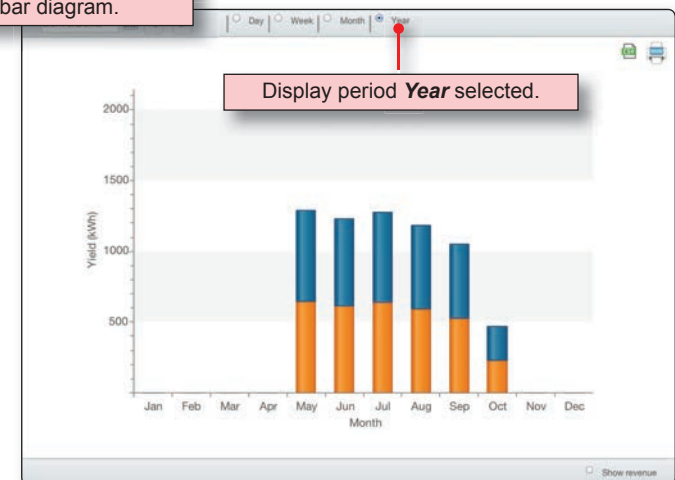 bar diagram.
Day Week Month Year
Display period Year selected.
2000
1500
1000
500
Yield (kWh)
Jan Feb Mar Apr May Jun Jul Aug Sep Oct Nov Dec
Month
Show revenue